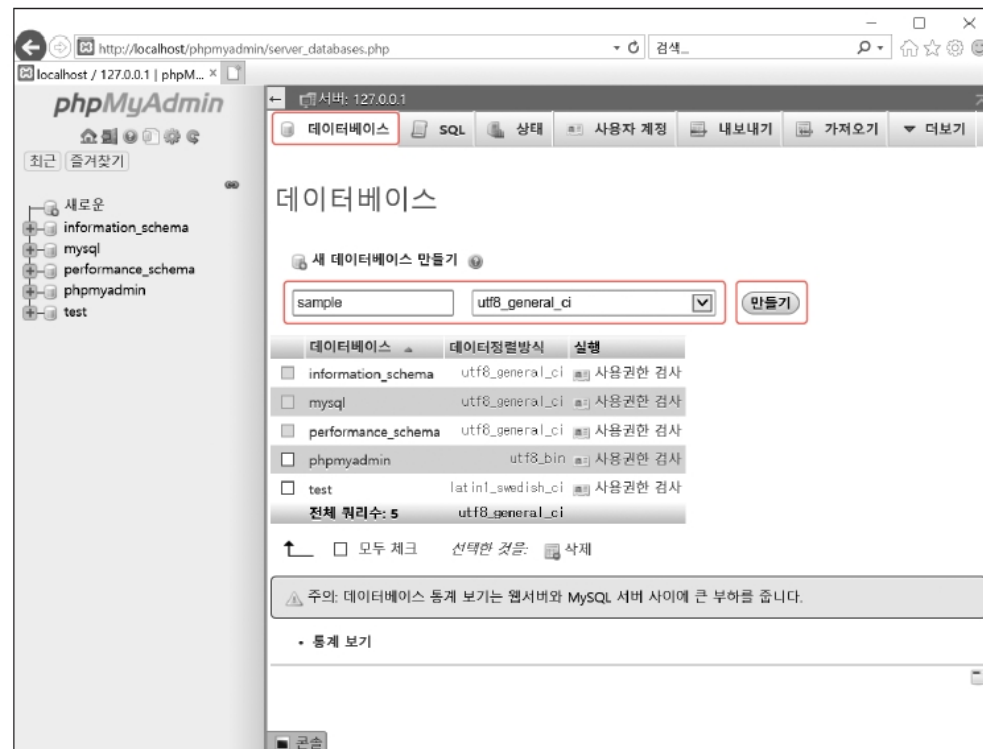 http://localhost/phpmyadmin/server_databases.php
검색...
localhost / 127.0.0.1 | phpM...
phpMyAdmin
최근 즐겨찾기
새로운
information_schema
mysql
performance_schema
phpmyadmin
test
서버: 127.0.0.1
데이터베이스 SQL 상태 사용자 계정 내보내기 가져오기 더보기
데이터베이스
새 데이터베이스 만들기
sample utf8_general_ci 만들기
데이터베이스 데이터정렬방식 실행
information_schema utf8_general_ci 사용권한 검사
mysql utf8_general_ci 사용권한 검사
performance_schema utf8_general_ci 사용권한 검사
phpmyadmin utf8_bin 사용권한 검사
test latin1_swedish_ci 사용권한 검사
전체 쿼리수: 5 utf8_general_ci
모두 체크 선택한 것을: 삭제
주의: 데이터베이스 통계 보기는 웹서버와 MySQL 서버 사이에 큰 부하를 줍니다.
• 통계 보기
콘솔